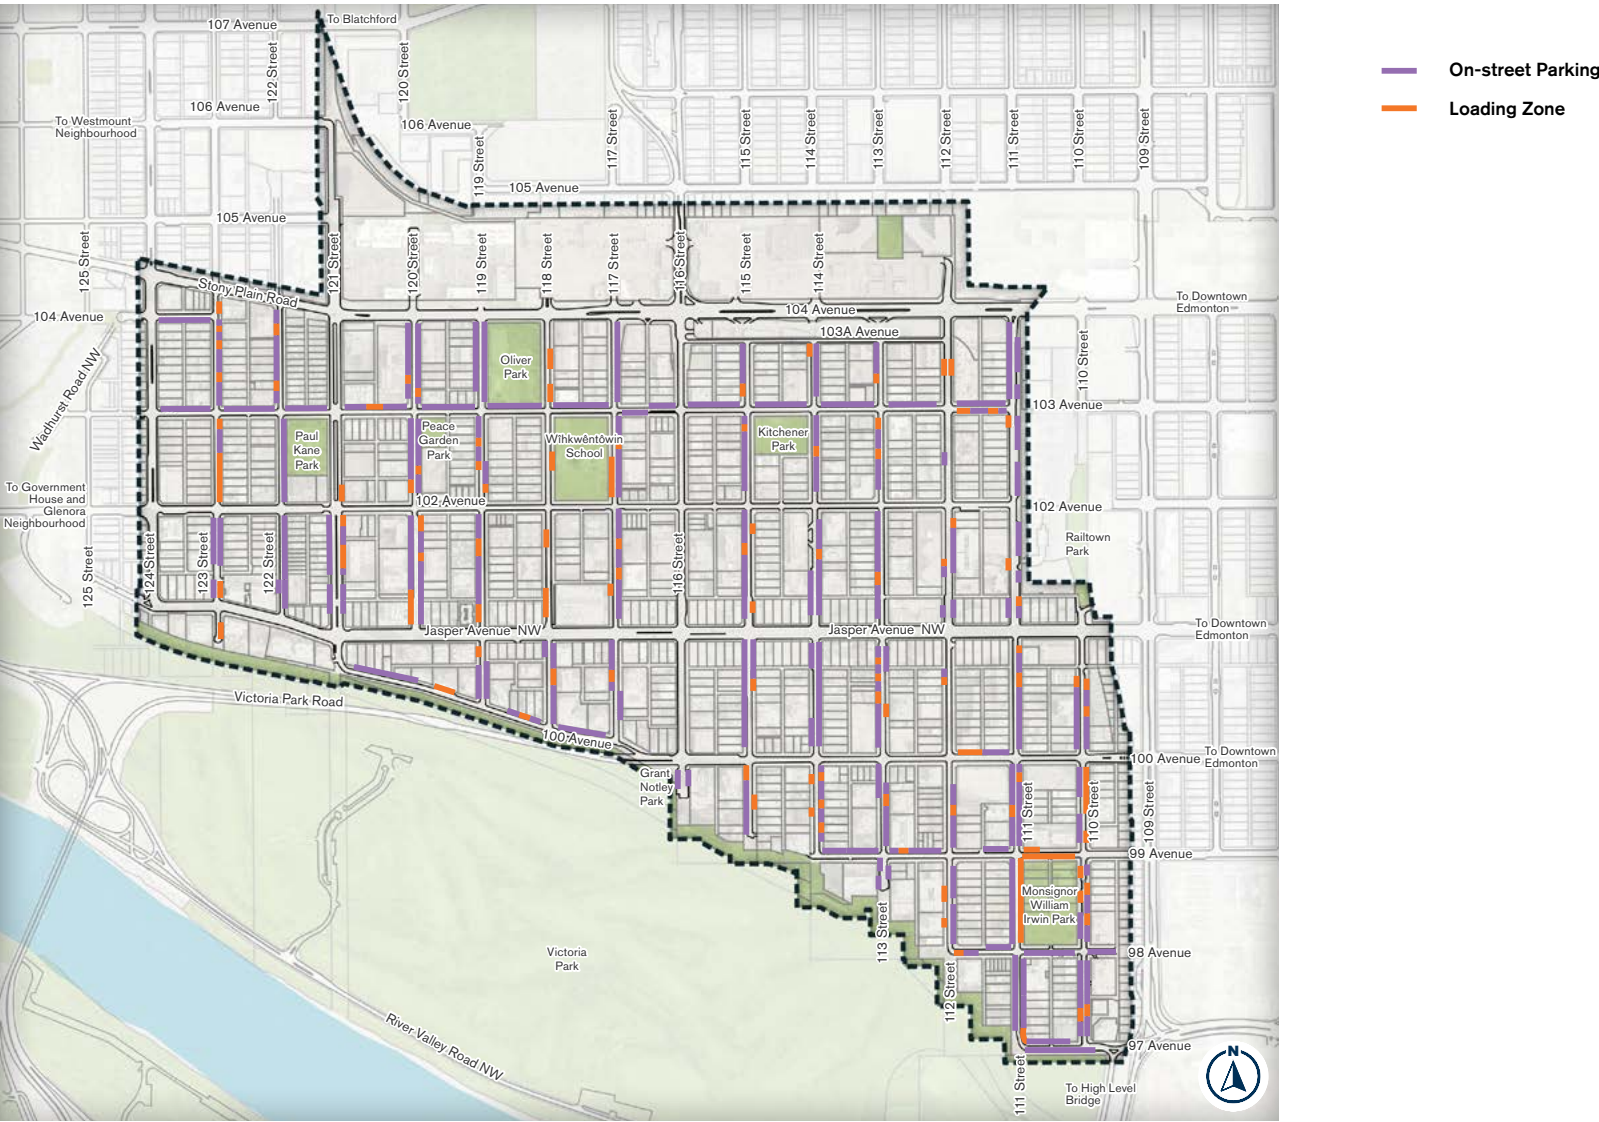 107 Avenue
To Blatchford
122 Street
120 Street
On-street Parking
Loading Zone
106 Avenue
To Westmount
Neighbourhood
106 Avenue
119 Street
117 Street
115 Street
114 Street
113 Street
112 Street
111 Street
110 Street
109 Street
105 Avenue
105 Avenue
125 Street
121 Street
120 Street
119 Street
118 Street
117 Street
116 Street
115 Street
114 Street
Stony Plain Road
To Downtown
Edmonton
104 Avenue
104 Avenue
103A Avenue
Wadhurst Road NW
Oliver
Park
110 Street
103 Avenue
Paul
Kane
Park
Peace
Garden
Park
Wîhkwêntôwin
School
Kitchener
Park
To Government
House and
Glenora
Neighbourhood
102 Avenue
102 Avenue
Railtown
Park
125 Street
124 Street
123 Street
122 Street
116 Street
Jasper Avenue NW
Jasper Avenue NW
To Downtown
Edmonton
Victoria Park Road
100 Avenue
100 Avenue
To Downtown
Edmonton
Grant
Notley
Park
111 Street
110 Street
109 Street
99 Avenue
Monsignor
William
Irwin Park
113 Street
Victoria
Park
98 Avenue
112 Street
River Valley Road NW
97 Avenue
N
111 Street
To High Level
Bridge